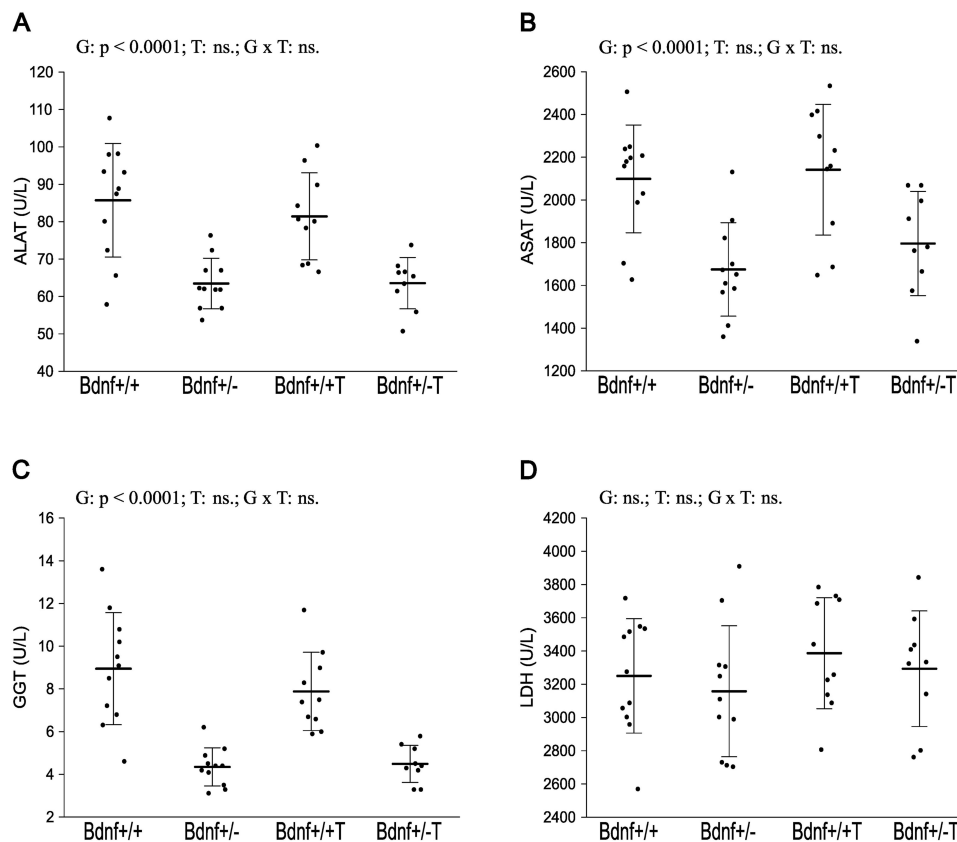 A
G: p < 0.0001; T: ns.; G x T: ns.
ALAT (U/L)
120
110
100
90
80
70
60
50
40
Bdnf+/+ Bdnf+/- Bdnf+/+T Bdnf+/-T
B
G: p < 0.0001; T: ns.; G x T: ns.
ASAT (U/L)
2600
2400
2200
2000
1800
1600
1400
1200
Bdnf+/+ Bdnf+/- Bdnf+/+T Bdnf+/-T
C
G: p < 0.0001; T: ns.; G x T: ns.
GGT (U/L)
16
14
12
10
8
6
4
2
Bdnf+/+ Bdnf+/- Bdnf+/+T Bdnf+/-T
D
G: ns.; T: ns.; G x T: ns.
LDH (U/L)
4200
4000
3800
3600
3400
3200
3000
2800
2600
2400
Bdnf+/+ Bdnf+/- Bdnf+/+T Bdnf+/-T